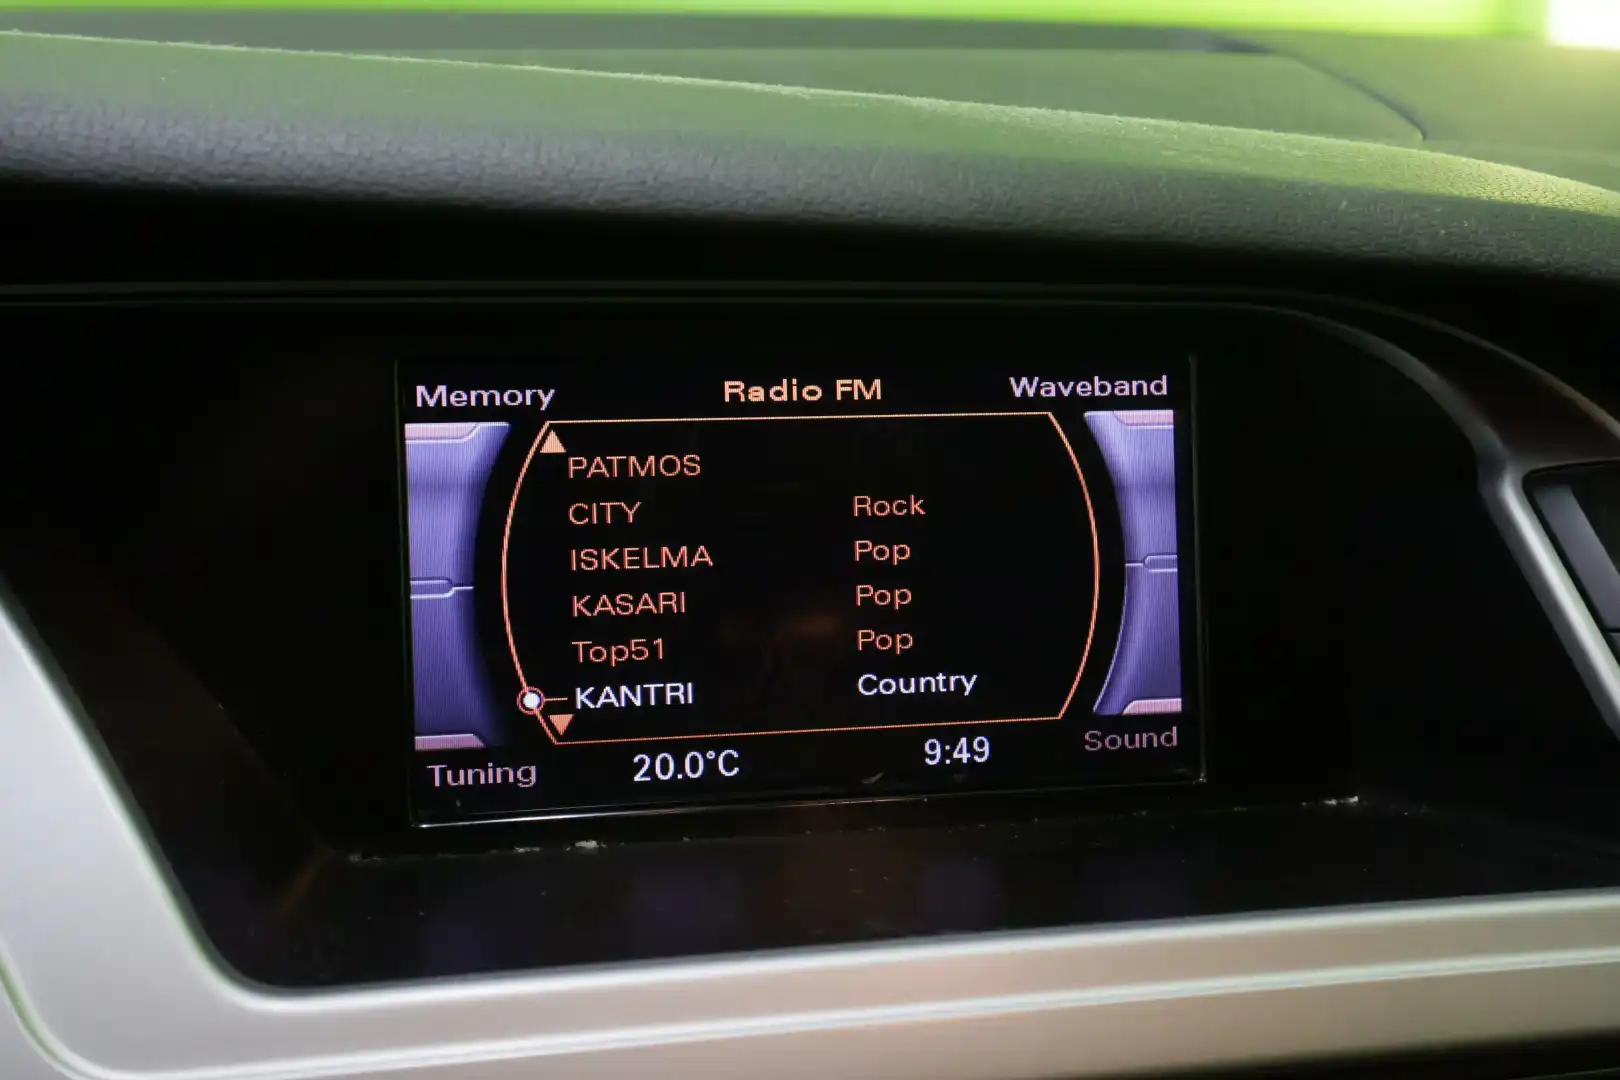 Memory Radio FM Waveband
PATMOS
CITY Rock
ISKELMA Pop
KASARI Pop
Top51 Pop
KANTRI Country
Tuning 20.0°C 9:49 Sound